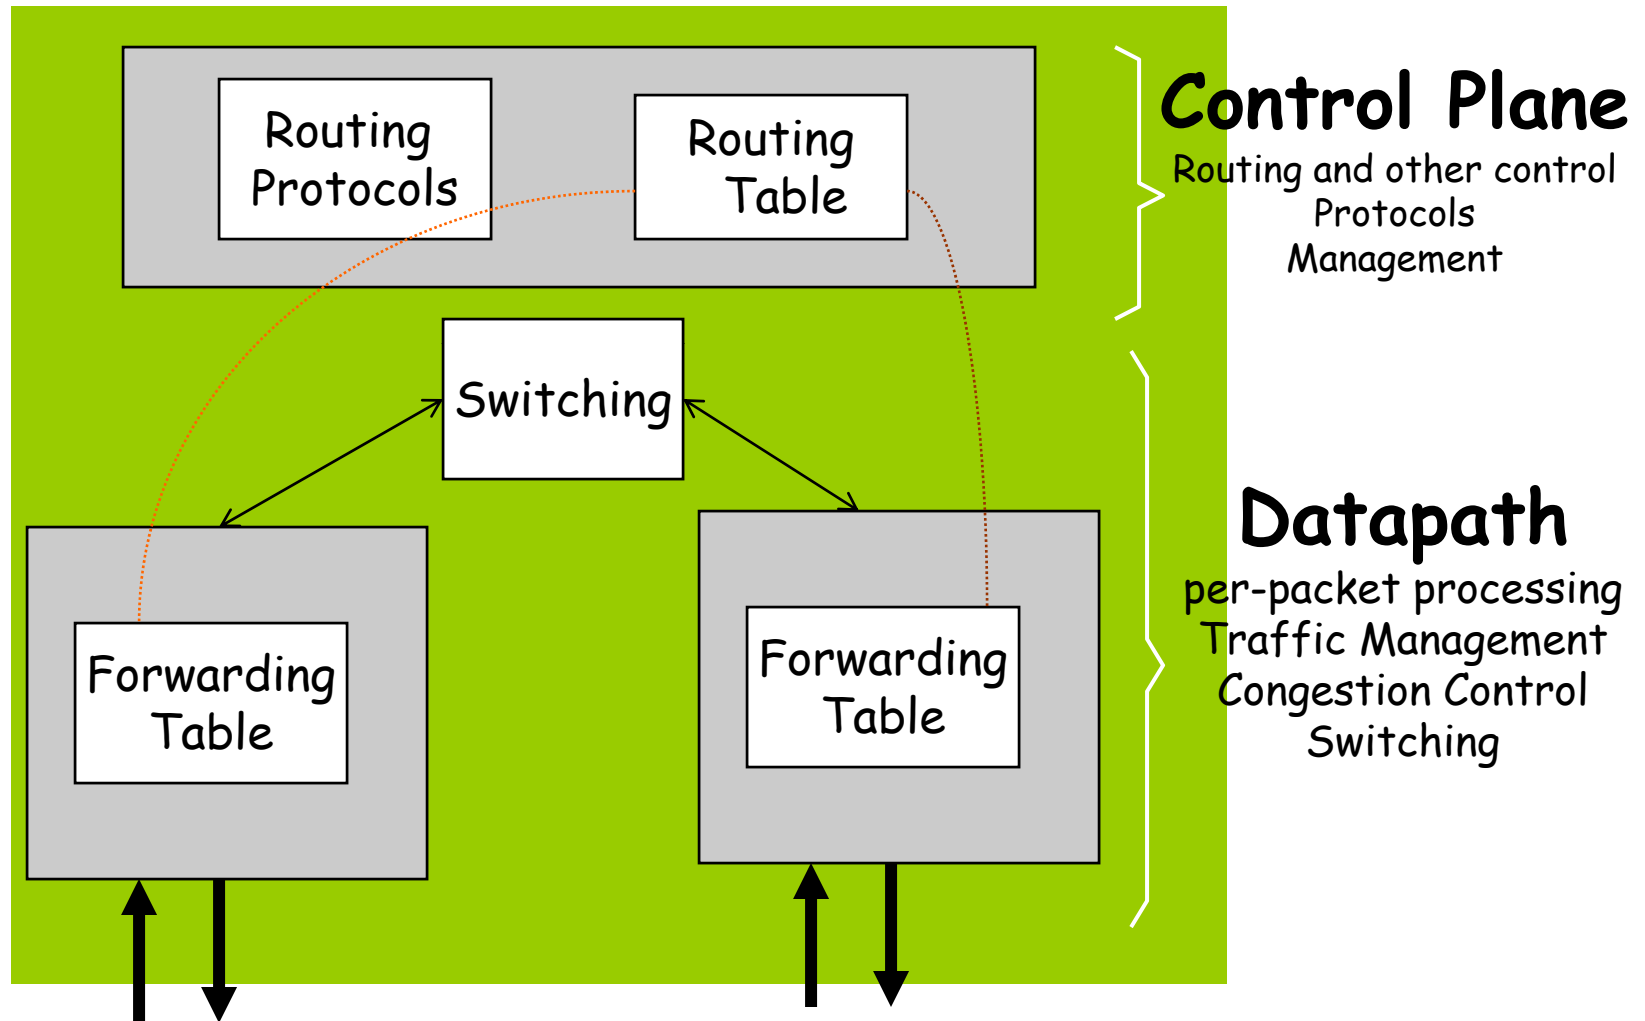 Routing
Protocols
Routing
Table
Control Plane
Routing and other control
Protocols
Management
Switching
Datapath
per-packet processing
Traffic Management
Congestion Control
Switching
Forwarding
Table
Forwarding
Table